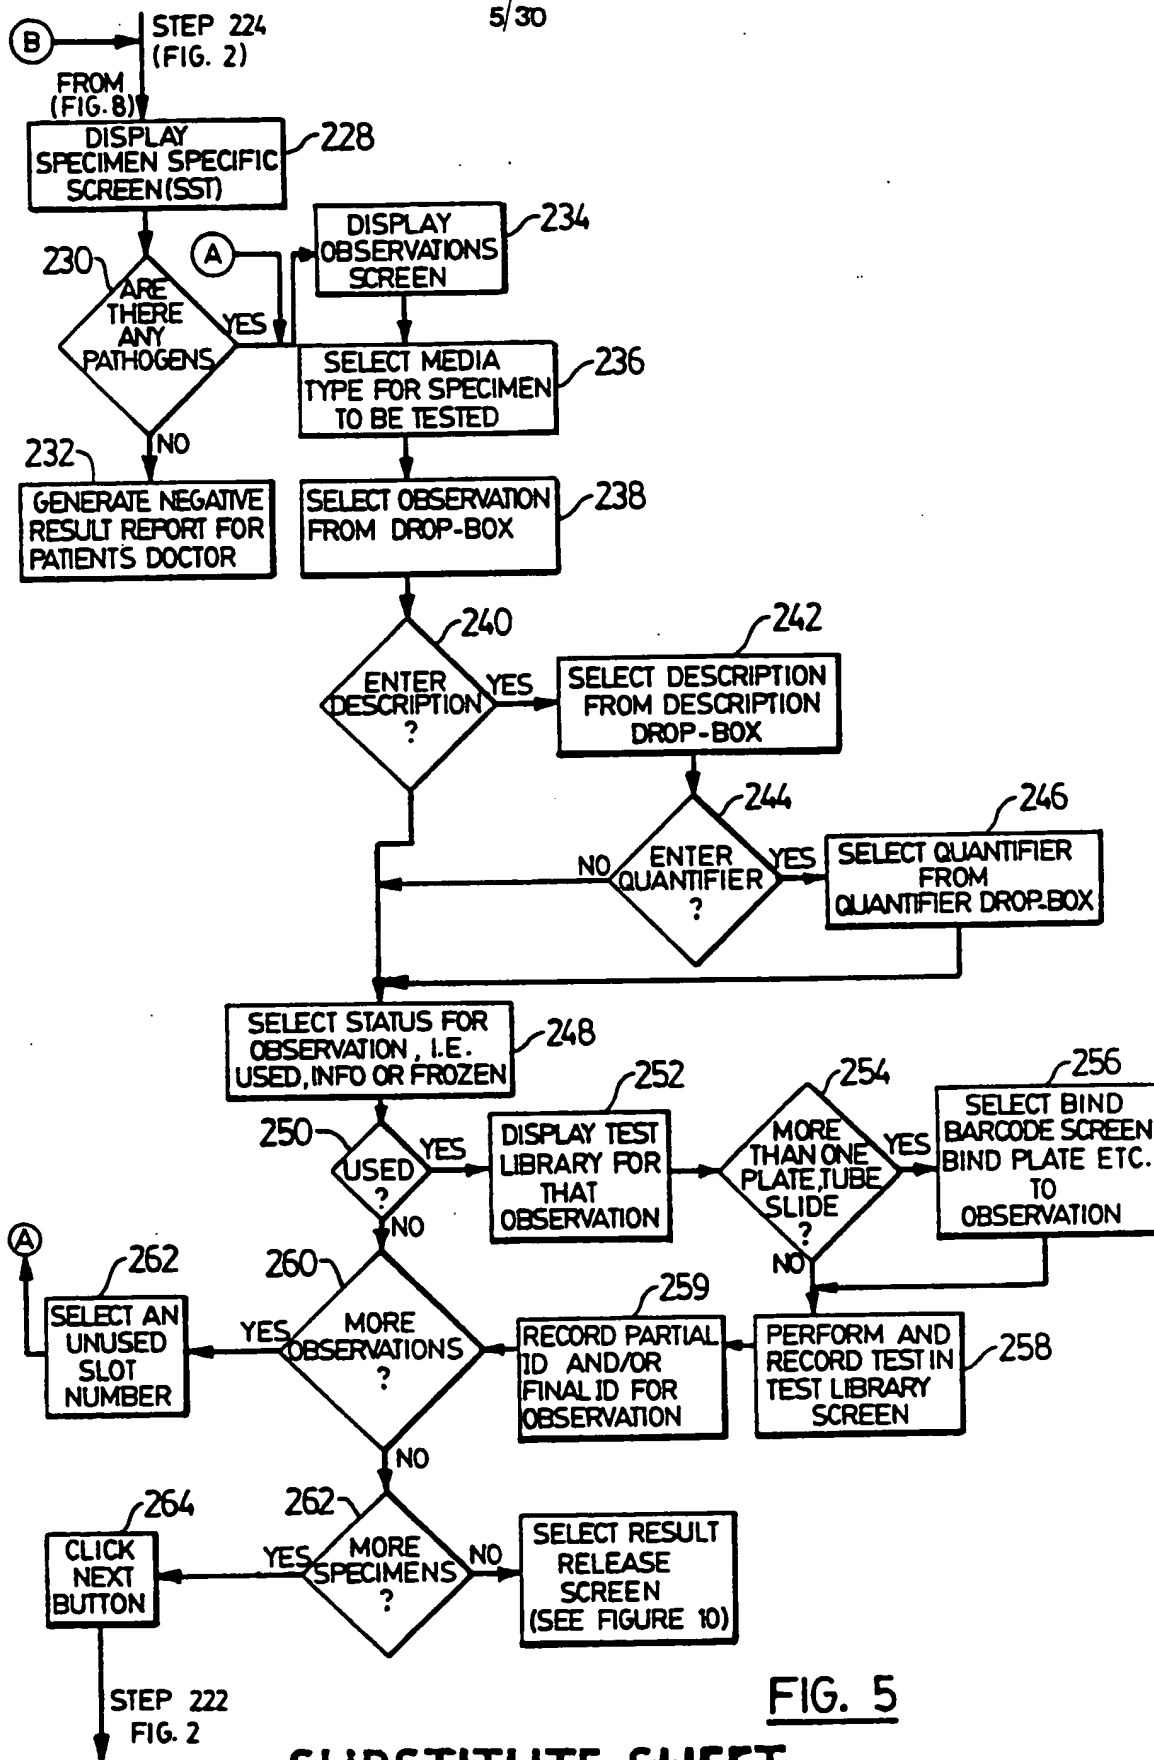 5/30
B
STEP 224
(FIG. 2)
FROM
(FIG. 8)
DISPLAY
SPECIMEN SPECIFIC
SCREEN (SST)
228
230
ARE
THERE
ANY
PATHOGENS
YES
NO
A
DISPLAY
OBSERVATIONS
SCREEN
234
SELECT MEDIA
TYPE FOR SPECIMEN
TO BE TESTED
236
232
GENERATE NEGATIVE
RESULT REPORT FOR
PATIENTS DOCTOR
SELECT OBSERVATION
FROM DROP-BOX
238
240
ENTER
DESCRIPTION
?
YES
242
SELECT DESCRIPTION
FROM DESCRIPTION
DROP-BOX
244
ENTER
QUANTIFIER
?
NO
YES
246
SELECT QUANTIFIER
FROM
QUANTIFIER DROP-BOX
SELECT STATUS FOR
OBSERVATION, I.E.
USED, INFO OR FROZEN
248
250
USED
?
YES
NO
252
DISPLAY TEST
LIBRARY FOR
THAT
OBSERVATION
254
MORE
THAN ONE
PLATE, TUBE
SLIDE
?
YES
NO
256
SELECT BIND
BARCODE SCREEN
BIND PLATE ETC.
TO
OBSERVATION
A
262
SELECT AN
UNUSED
SLOT
NUMBER
260
MORE
OBSERVATIONS
?
YES
NO
259
RECORD PARTIAL
ID AND/OR
FINAL ID FOR
OBSERVATION
PERFORM AND
RECORD TEST IN
TEST LIBRARY
SCREEN
258
264
CLICK
NEXT
BUTTON
262
MORE
SPECIMENS
?
YES
NO
SELECT RESULT
RELEASE
SCREEN
(SEE FIGURE 10)
STEP 222
FIG. 2
FIG. 5
SUBSTITUTE SHEET